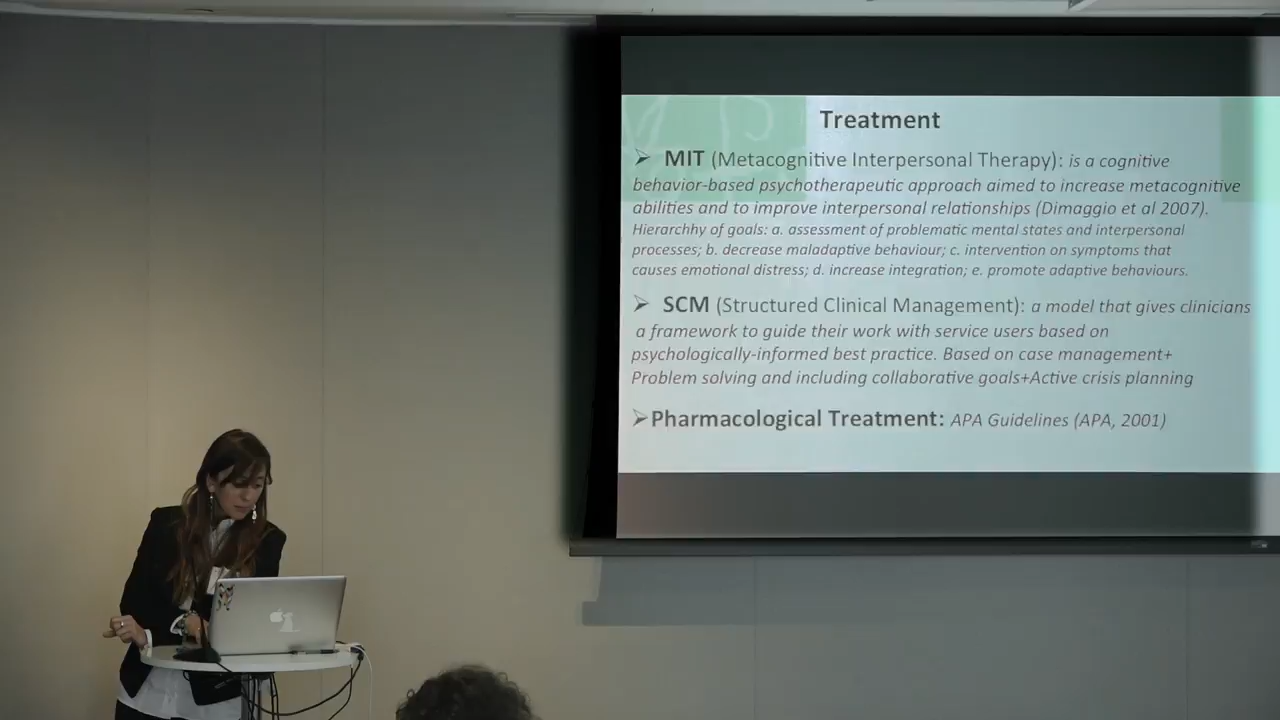 Treatment
➢ MIT (Metacognitive Interpersonal Therapy): is a cognitive
behavior-based psychotherapeutic approach aimed to increase metacognitive
abilities and to improve interpersonal relationships (Dimaggio et al 2007).
Hierarchhy of goals: a. assessment of problematic mental states and interpersonal
processes; b. decrease maladaptive behaviour; c. intervention on symptoms that
causes emotional distress; d. increase integration; e. promote adaptive behaviours.
➢ SCM (Structured Clinical Management): a model that gives clinicians
a framework to guide their work with service users based on
psychologically-informed best practice. Based on case management+
Problem solving and including collaborative goals+Active crisis planning
➢Pharmacological Treatment: APA Guidelines (APA, 2001)